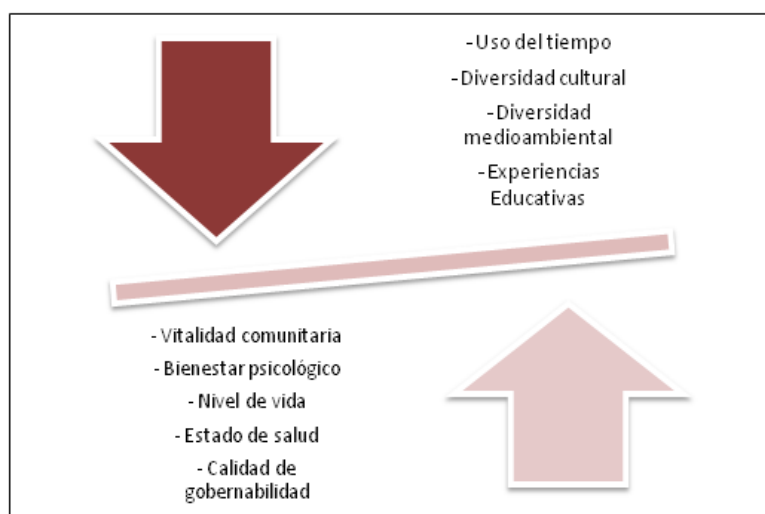 - Uso del tiempo
- Diversidad cultural
- Diversidad
medioambiental
- Experiencias
Educativas
- Vitalidad comunitaria
- Bienestar psicológico
- Nivel de vida
- Estado de salud
- Calidad de
gobernabilidad